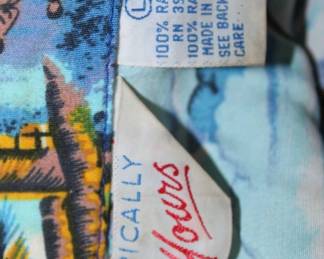 L
100% RA
RN 39
100% RA
MADE IN
SEE BACK
CARE
PICALLY
Yours